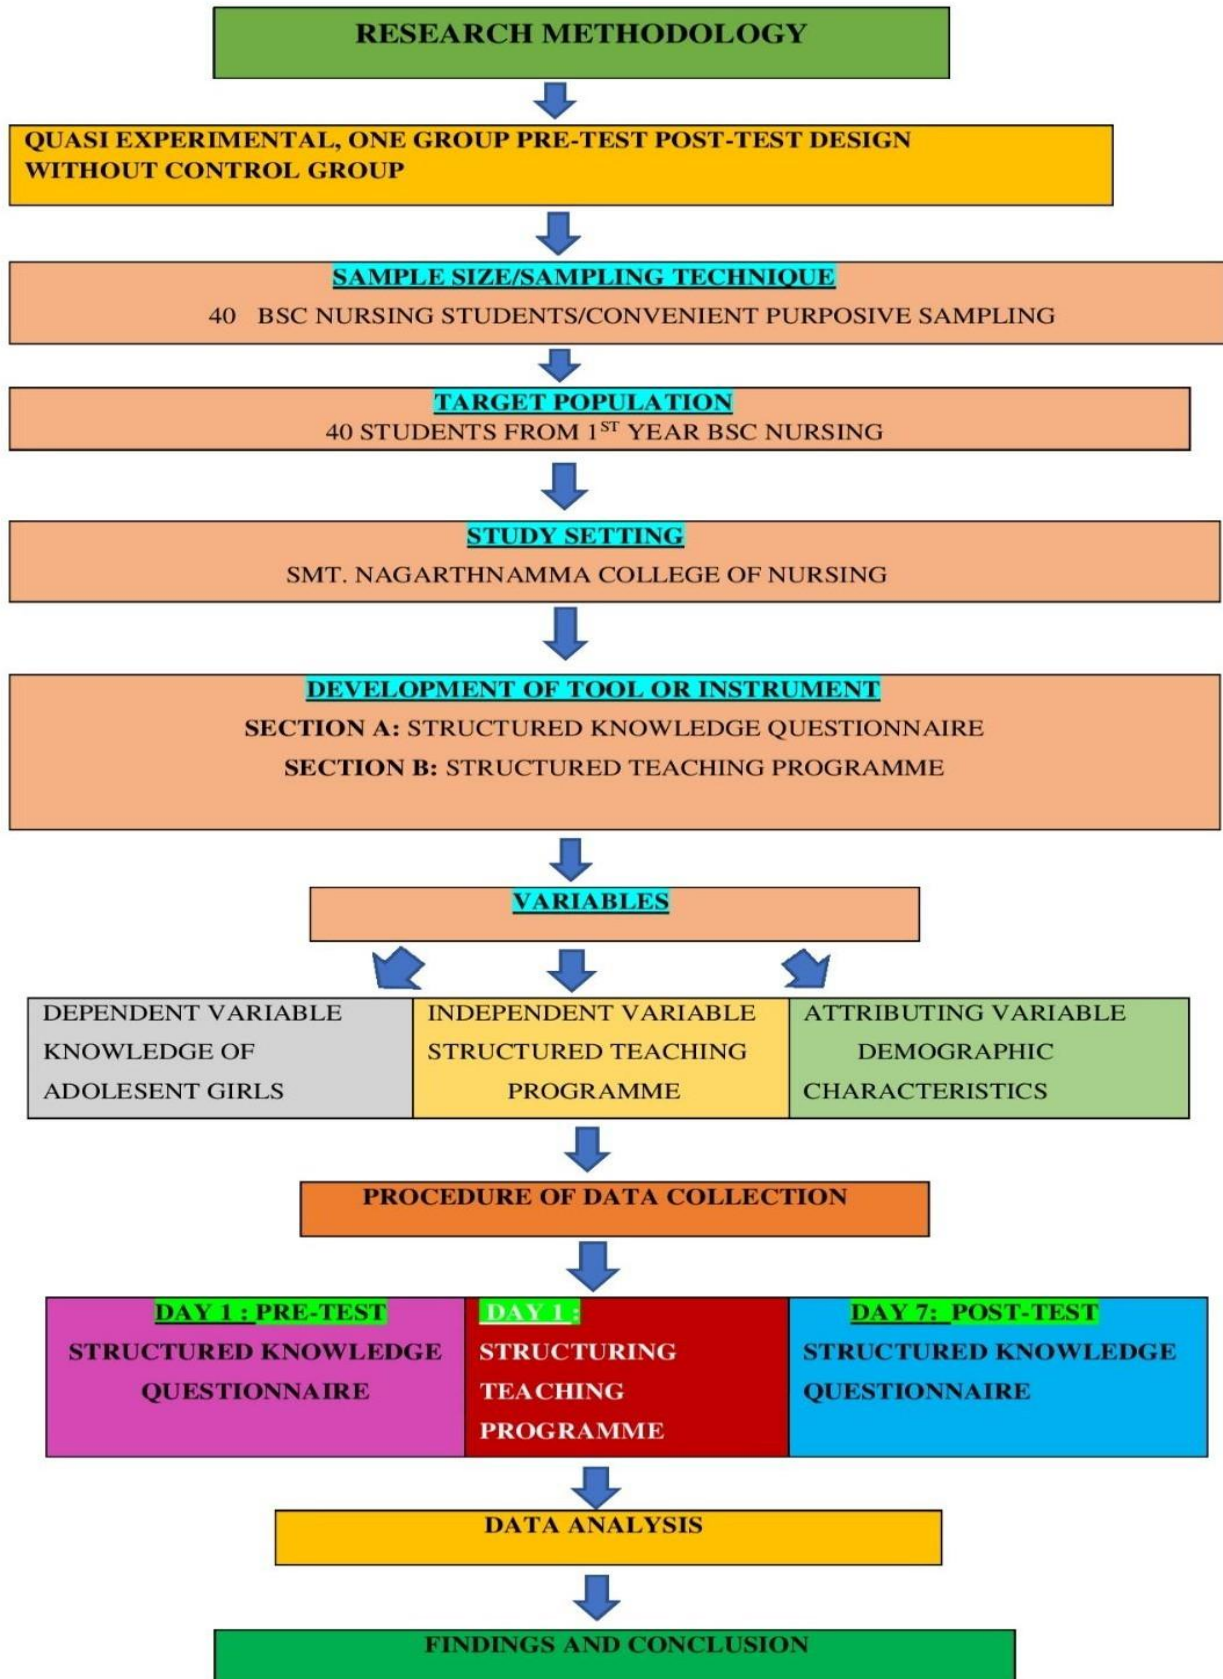 RESEARCH METHODOLOGY
QUASI EXPERIMENTAL, ONE GROUP PRE-TEST POST-TEST DESIGN
WITHOUT CONTROL GROUP
SAMPLE SIZE/SAMPLING TECHNIQUE
40 BSC NURSING STUDENTS/CONVENIENT PURPOSIVE SAMPLING
TARGET POPULATION
40 STUDENTS FROM 1ST YEAR BSC NURSING
STUDY SETTING
SMT. NAGARTHNAMMA COLLEGE OF NURSING
DEVELOPMENT OF TOOL OR INSTRUMENT
SECTION A: STRUCTURED KNOWLEDGE QUESTIONNAIRE
SECTION B: STRUCTURED TEACHING PROGRAMME
VARIABLES
DEPENDENT VARIABLE
KNOWLEDGE OF
ADOLESENT GIRLS
INDEPENDENT VARIABLE
STRUCTURED TEACHING
PROGRAMME
ATTRIBUTING VARIABLE
DEMOGRAPHIC
CHARACTERISTICS
PROCEDURE OF DATA COLLECTION
DAY 1 : PRE-TEST
STRUCTURED KNOWLEDGE
QUESTIONNAIRE
DAY 1 :
STRUCTURING
TEACHING
PROGRAMME
DAY 7: POST-TEST
STRUCTURED KNOWLEDGE
QUESTIONNAIRE
DATA ANALYSIS
FINDINGS AND CONCLUSION